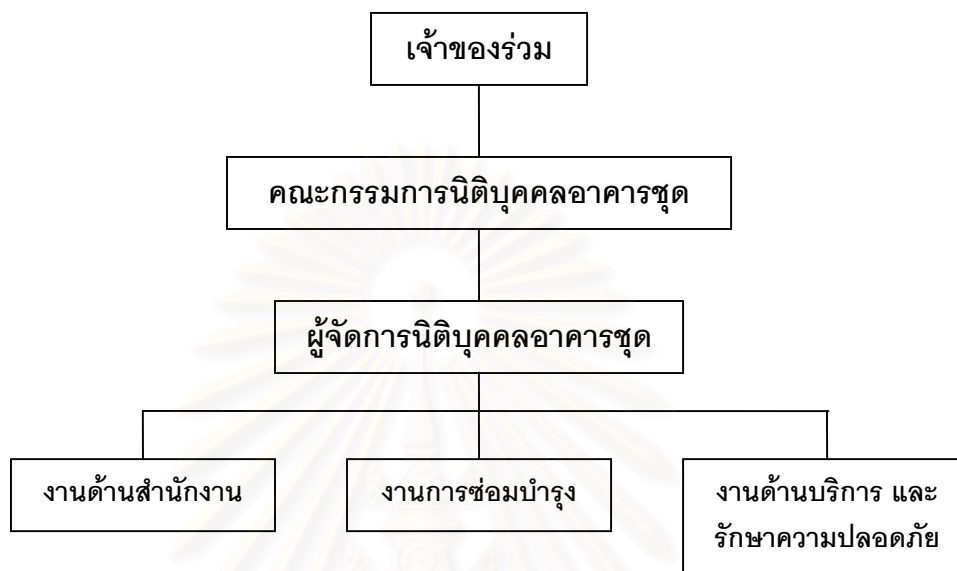 เจ้าของร่วม
คณะกรรมการนิติบุคคลอาคารชุด
ผู้จัดการนิติบุคคลอาคารชุด
งานด้านสำนักงาน
งานการซ่อมบำรุง
งานด้านบริการ และ
รักษาความปลอดภัย